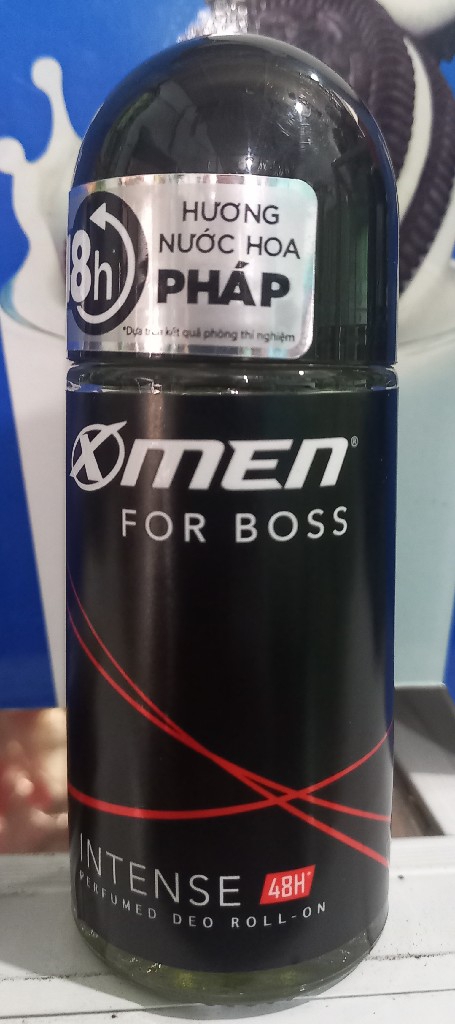 48h
HƯƠNG
NƯỚC HOA
PHÁP
*Dựa trên kết quả phòng thí nghiệm
XMEN®
FOR BOSS
INTENSE 48H*
PERFUMED DEO ROLL-ON